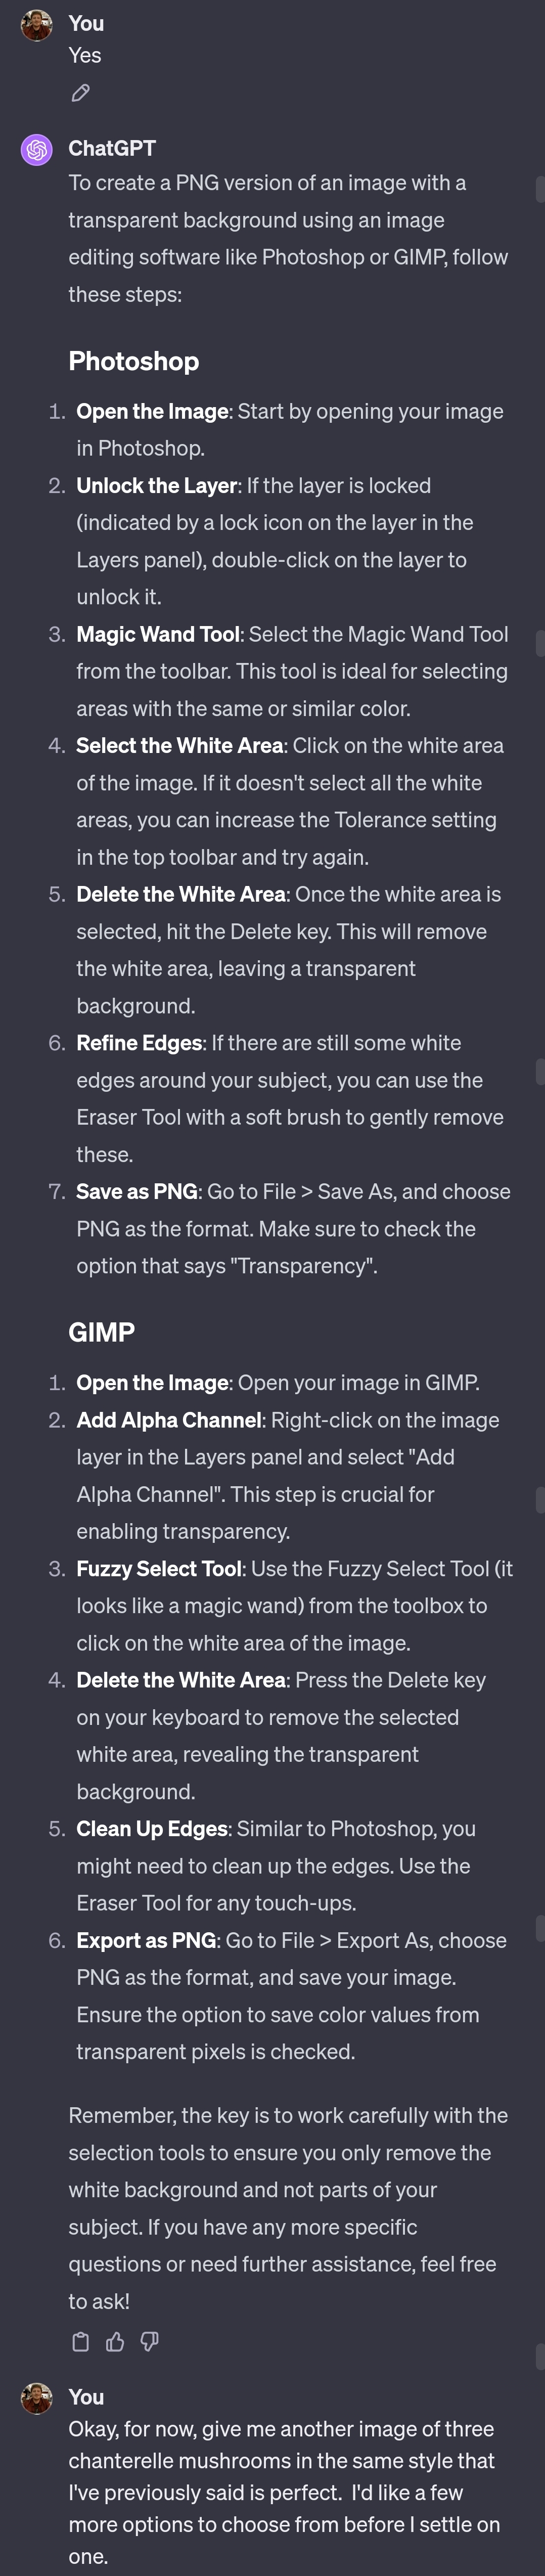 You
Yes
ChatGPT
To create a PNG version of an image with a
transparent background using an image
editing software like Photoshop or GIMP, follow
these steps:
Photoshop
1. Open the Image: Start by opening your image
in Photoshop.
2. Unlock the Layer: If the layer is locked
(indicated by a lock icon on the layer in the
Layers panel), double-click on the layer to
unlock it.
3. Magic Wand Tool: Select the Magic Wand Tool
from the toolbar. This tool is ideal for selecting
areas with the same or similar color.
4. Select the White Area: Click on the white area
of the image. If it doesn't select all the white
areas, you can increase the Tolerance setting
in the top toolbar and try again.
5. Delete the White Area: Once the white area is
selected, hit the Delete key. This will remove
the white area, leaving a transparent
background.
6. Refine Edges: If there are still some white
edges around your subject, you can use the
Eraser Tool with a soft brush to gently remove
these.
7. Save as PNG: Go to File > Save As, and choose
PNG as the format. Make sure to check the
option that says "Transparency".
GIMP
1. Open the Image: Open your image in GIMP.
2. Add Alpha Channel: Right-click on the image
layer in the Layers panel and select "Add
Alpha Channel". This step is crucial for
enabling transparency.
3. Fuzzy Select Tool: Use the Fuzzy Select Tool (it
looks like a magic wand) from the toolbox to
click on the white area of the image.
4. Delete the White Area: Press the Delete key
on your keyboard to remove the selected
white area, revealing the transparent
background.
5. Clean Up Edges: Similar to Photoshop, you
might need to clean up the edges. Use the
Eraser Tool for any touch-ups.
6. Export as PNG: Go to File > Export As, choose
PNG as the format, and save your image.
Ensure the option to save color values from
transparent pixels is checked.
Remember, the key is to work carefully with the
selection tools to ensure you only remove the
white background and not parts of your
subject. If you have any more specific
questions or need further assistance, feel free
to ask!
You
Okay, for now, give me another image of three
chanterelle mushrooms in the same style that
I've previously said is perfect.  I'd like a few
more options to choose from before I settle on
one.